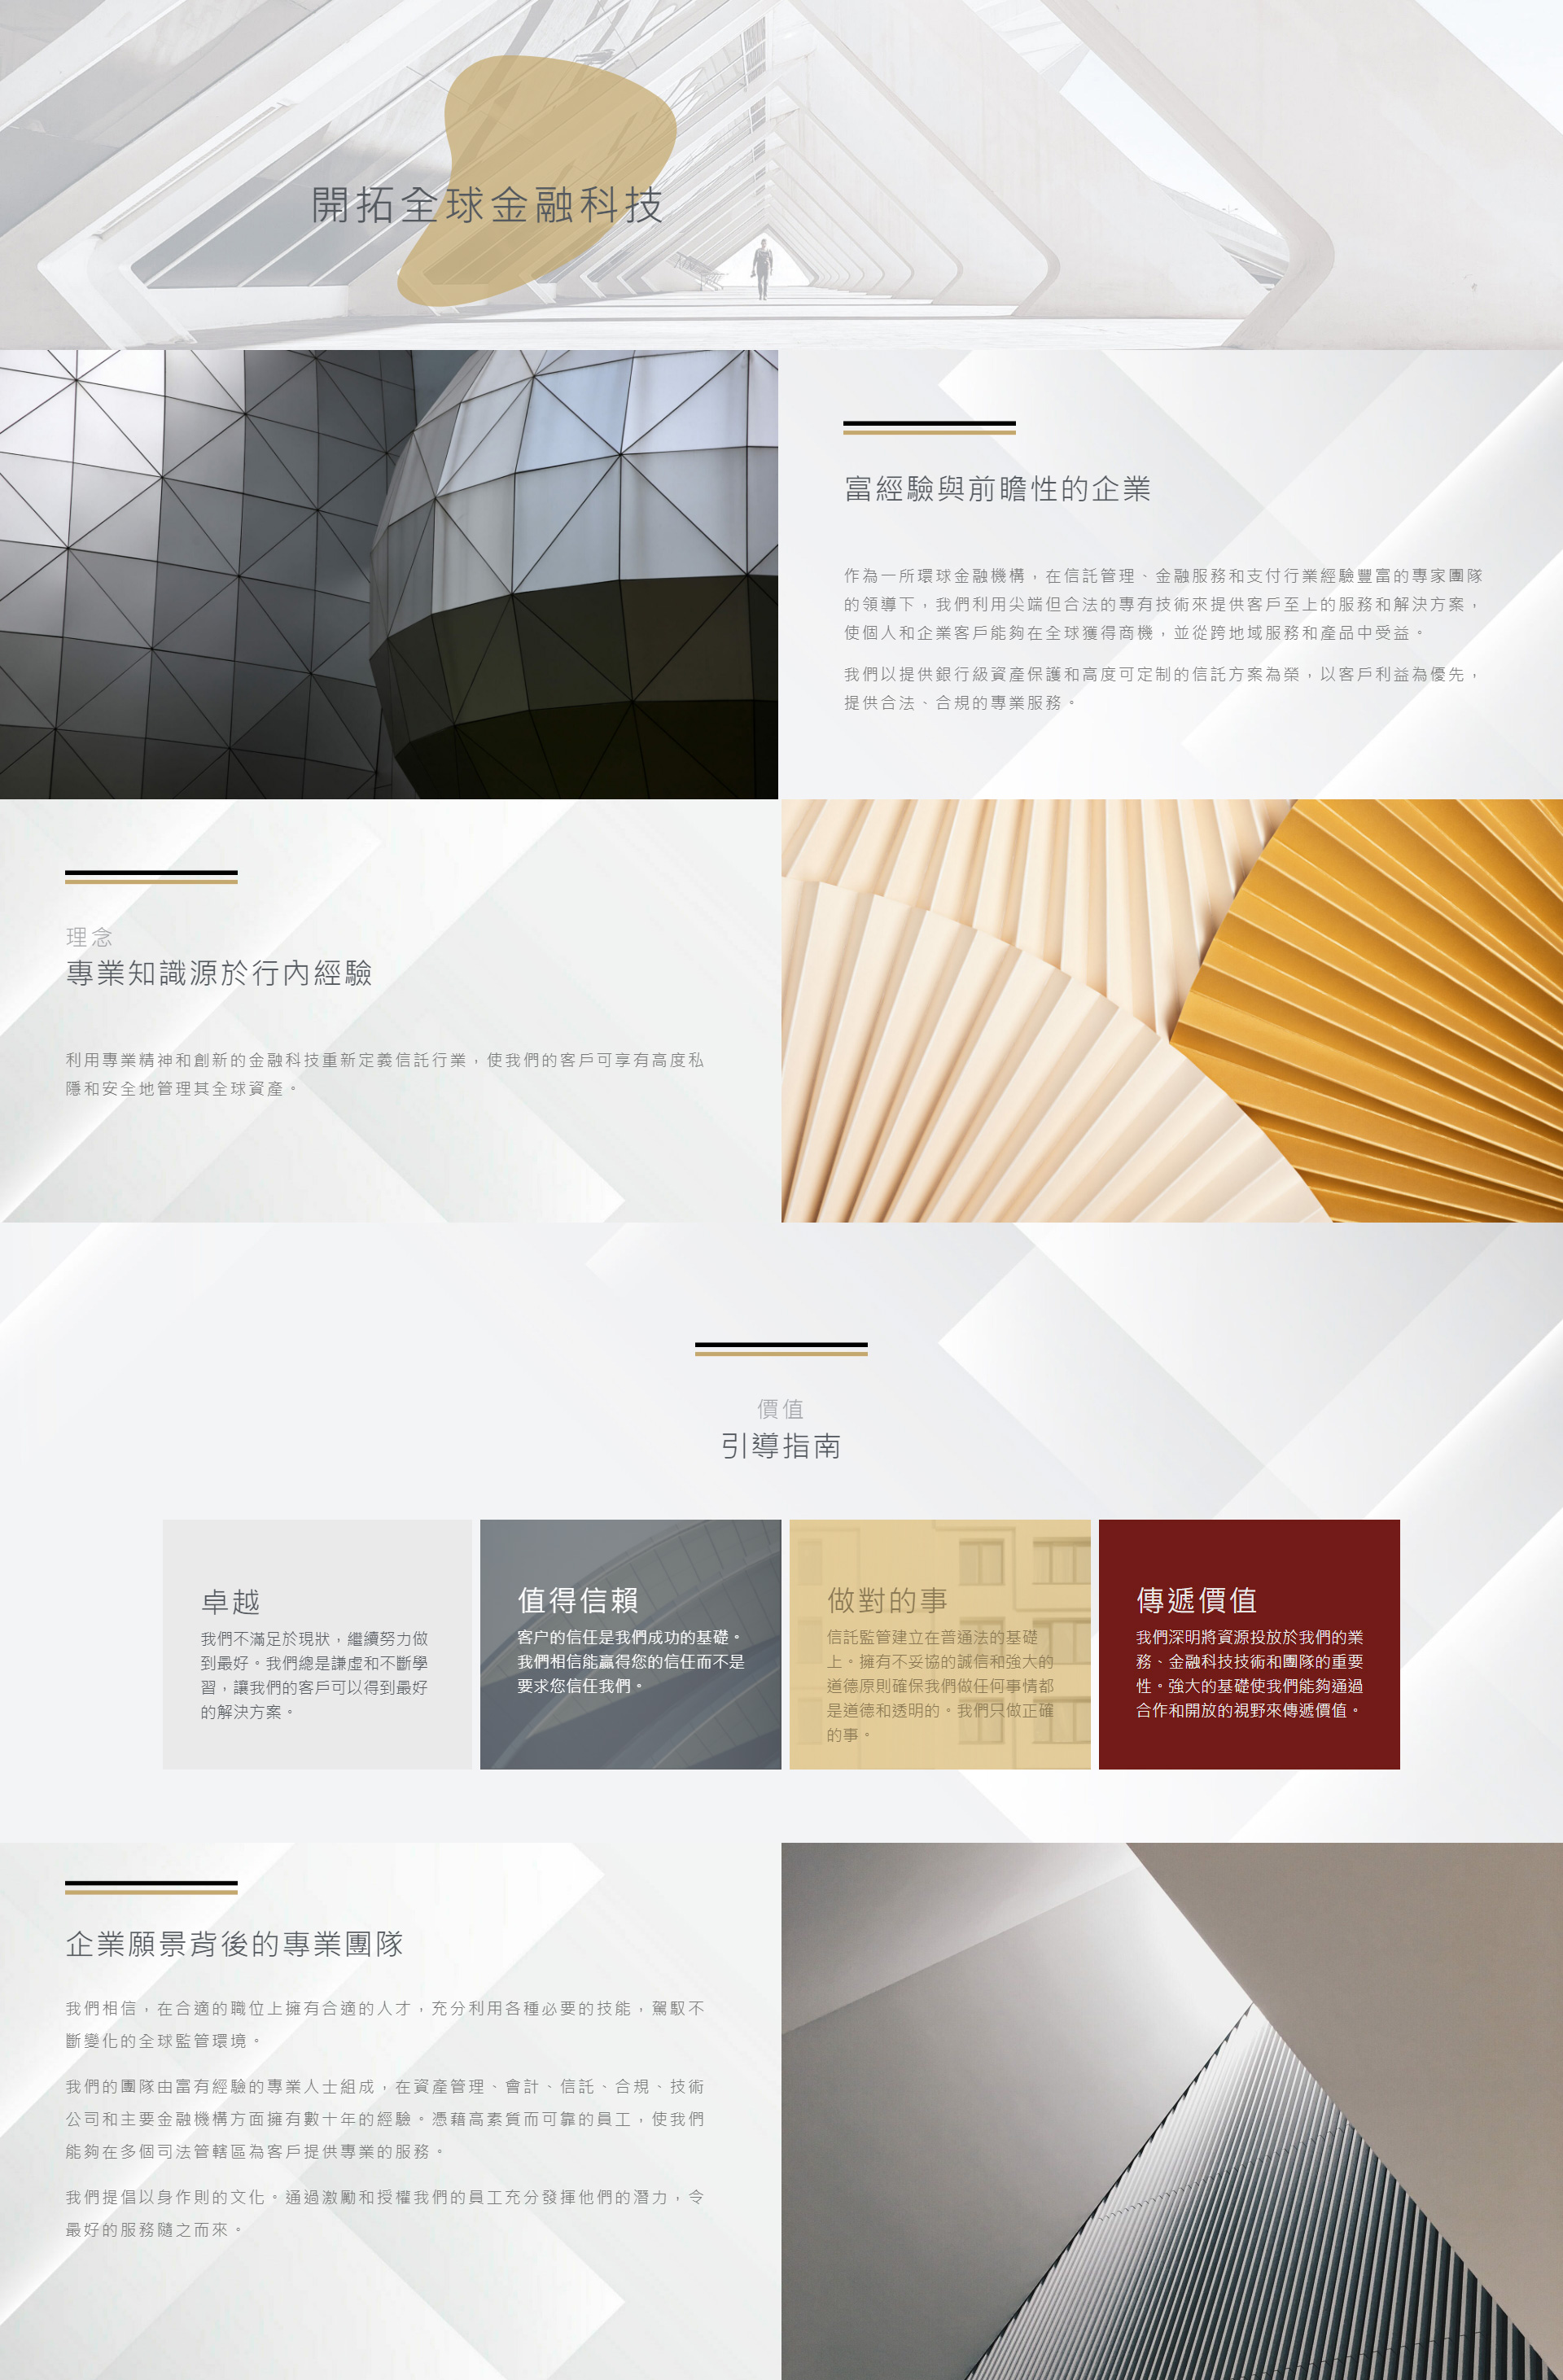 開拓全球金融科技
富經驗與前瞻性的企業
作為一所環球金融機構，在信託管理、金融服務和支付行業經驗豐富的專家團隊
的領導下，我們利用尖端但合法的專有技術來提供客戶至上的服務和解決方案，
使個人和企業客戶能夠在全球獲得商機，並從跨地域服務和產品中受益。
我們以提供銀行級資產保護和高度可定制的信託方案為榮，以客戶利益為優先，
提供合法、合規的專業服務。
理念
專業知識源於行內經驗
利用專業精神和創新的金融科技重新定義信託行業，使我們的客戶可享有高度私
隱和安全地管理其全球資產。
價值
引導指南
卓越
我們不滿足於現狀，繼續努力做
到最好。我們總是謙虛和不斷學
習，讓我們的客戶可以得到最好
的解決方案。
值得信賴
客户的信任是我們成功的基礎。
我們相信能贏得您的信任而不是
要求您信任我們。
做對的事
信託監管建立在普通法的基礎
上。擁有不妥協的誠信和強大的
道德原則確保我們做任何事情都
是道德和透明的。我們只做正確
的事。
傳遞價值
我們深明將資源投放於我們的業
務、金融科技技術和團隊的重要
性。強大的基礎使我們能夠通過
合作和開放的視野來傳遞價值。
企業願景背後的專業團隊
我們相信，在合適的職位上擁有合適的人才，充分利用各種必要的技能，駕馭不
斷變化的全球監管環境。
我們的團隊由富有經驗的專業人士組成，在資產管理、會計、信託、合規、技術
公司和主要金融機構方面擁有數十年的經驗。憑藉高素質而可靠的員工，使我們
能夠在多個司法管轄區為客戶提供專業的服務。
我們提倡以身作則的文化。通過激勵和授權我們的員工充分發揮他們的潛力，令
最好的服務隨之而來。